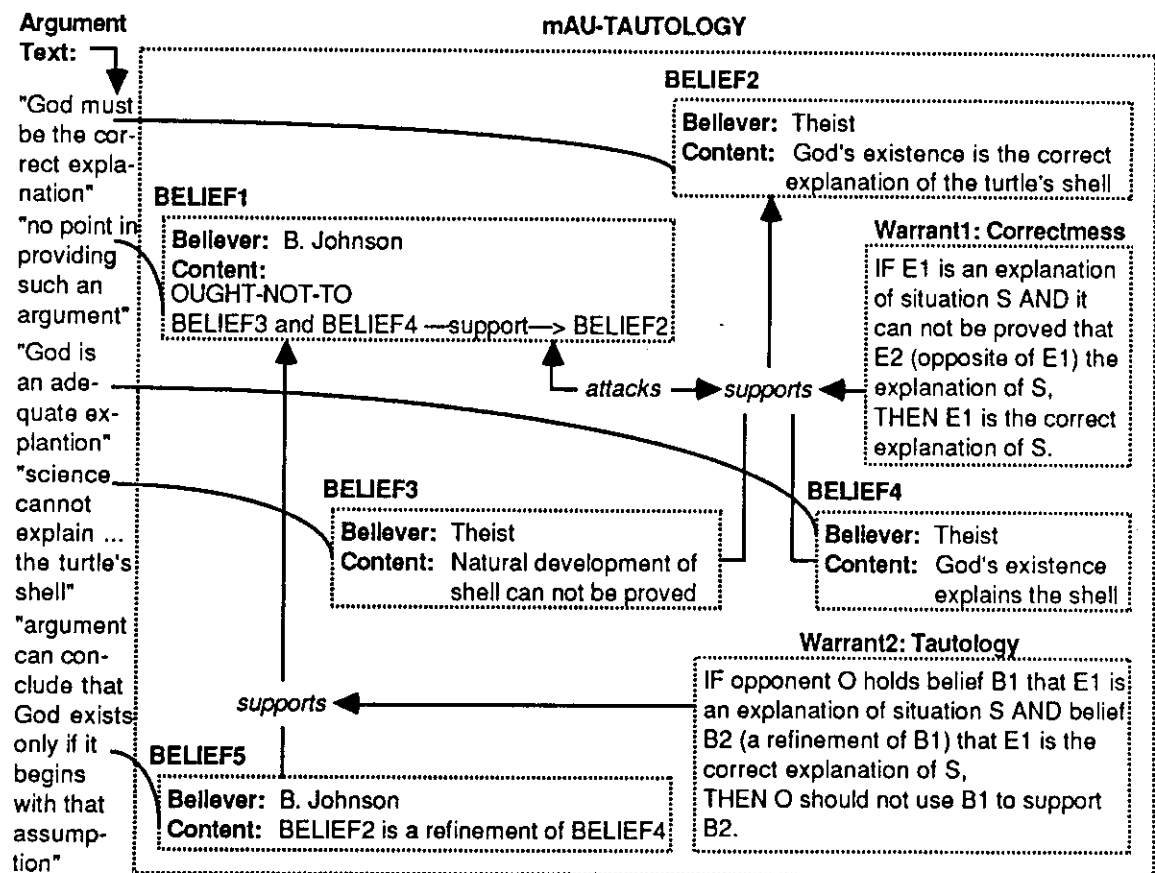 Argument
Text:
mAU-TAUTOLOGY
"God must
be the cor-
rect expla-
nation"
"no point in
providing
such an
argument"
"God is
an ade-
quate ex-
plantion"
"science
cannot
explain ...
the turtle's
shell"
"argument
can con-
clude that
God exists
only if it
begins
with that
assump-
tion"
BELIEF2
Believer: Theist
Content: God's existence is the correct
explanation of the turtle's shell
BELIEF1
Believer: B. Johnson
Content:
OUGHT-NOT-TO
BELIEF3 and BELIEF4 —support—> BELIEF2
Warrant1: Correctmess
IF E1 is an explanation
of situation S AND it
can not be proved that
E2 (opposite of E1) the
explanation of S,
THEN E1 is the correct
explanation of S.
attacks
supports
BELIEF3
Believer: Theist
Content: Natural development of
shell can not be proved
BELIEF4
Believer: Theist
Content: God's existence
explains the shell
Warrant2: Tautology
IF opponent O holds belief B1 that E1 is
an explanation of situation S AND belief
B2 (a refinement of B1) that E1 is the
correct explanation of S,
THEN O should not use B1 to support
B2.
supports
BELIEF5
Believer: B. Johnson
Content: BELIEF2 is a refinement of BELIEF4